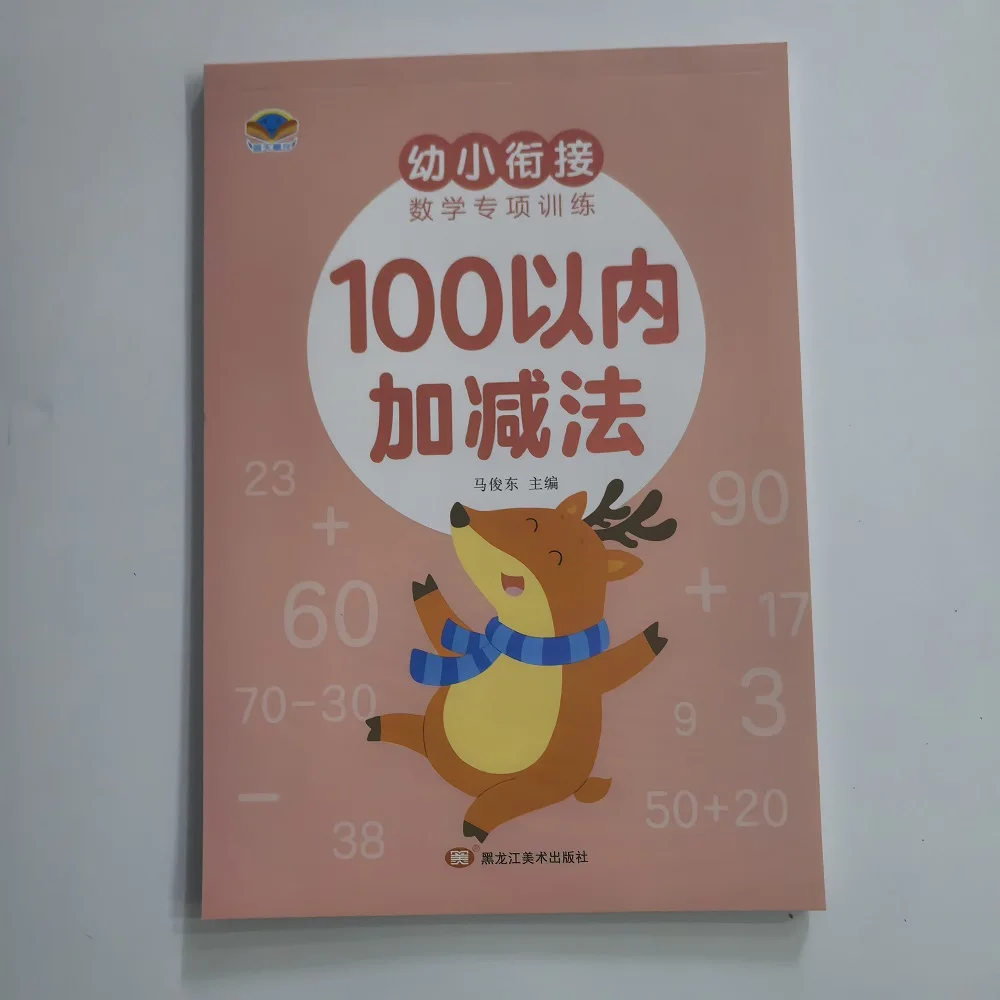 幼小衔接
数学专项训练
100以内
加减法
马俊东 主编
23
+
60
70-30
-
38
90
+
17
9
3
50+20
美
黑龙江美术出版社